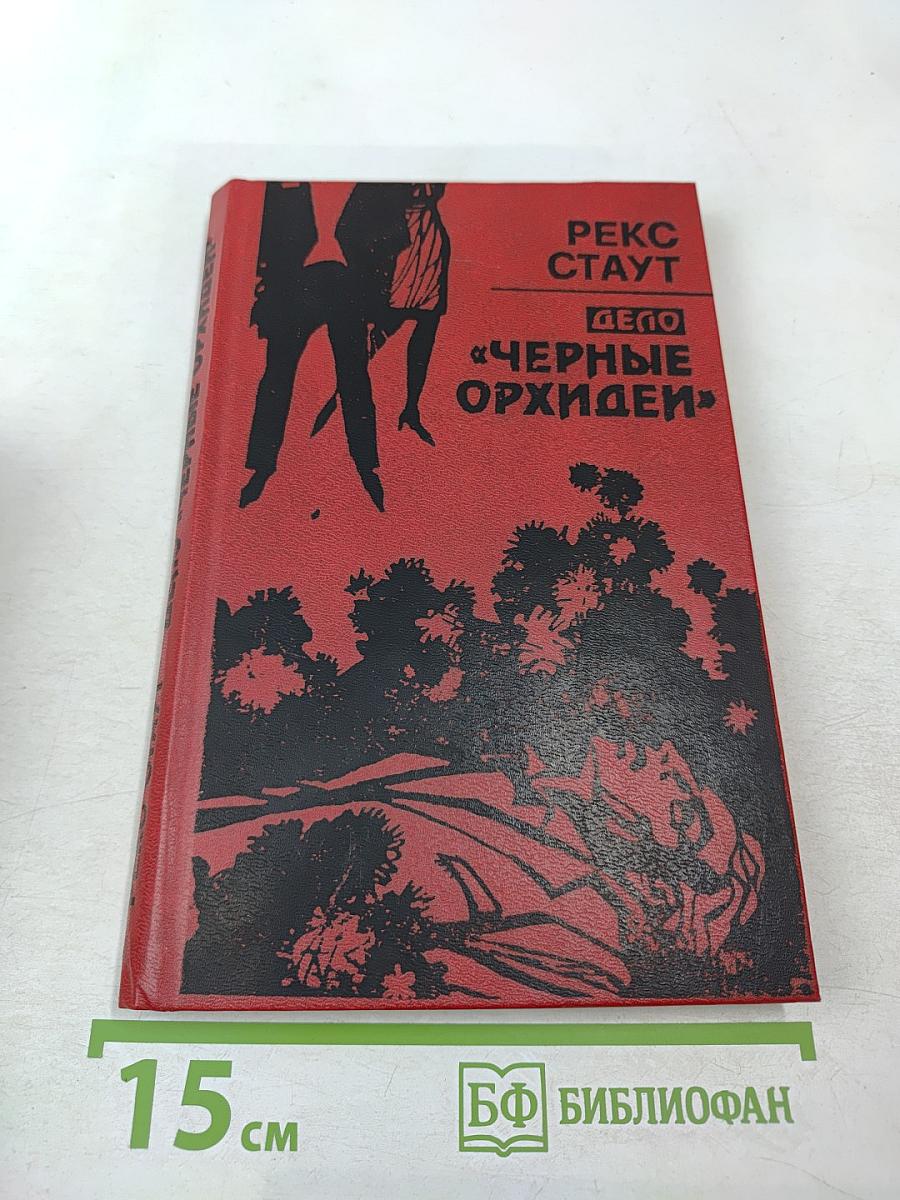 РЕКС
СТАУТ
ДЕЛО
«ЧЕРНЫЕ
ОРХИДЕИ»
15 см
БФ БИБЛИОФАН